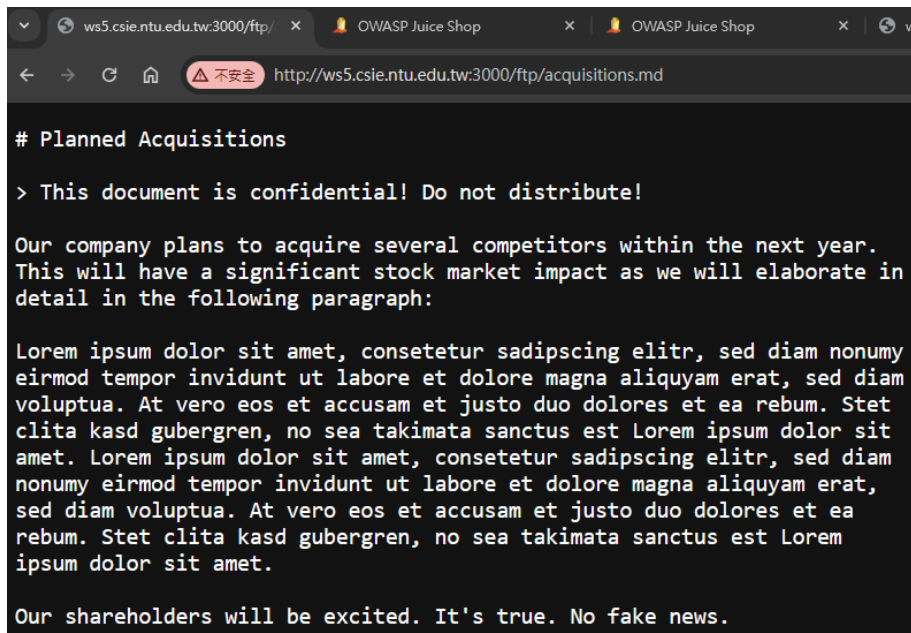 ws5.csie.ntu.edu.tw:3000/ftp/
OWASP Juice Shop
OWASP Juice Shop
不安全 http://ws5.csie.ntu.edu.tw:3000/ftp/acquisitions.md
# Planned Acquisitions
> This document is confidential! Do not distribute!
Our company plans to acquire several competitors within the next year.
This will have a significant stock market impact as we will elaborate in
detail in the following paragraph:
Lorem ipsum dolor sit amet, consetetur sadipscing elitr, sed diam nonumy
eirmod tempor invidunt ut labore et dolore magna aliquyam erat, sed diam
voluptua. At vero eos et accusam et justo duo dolores et ea rebum. Stet
clita kasd gubergren, no sea takimata sanctus est Lorem ipsum dolor sit
amet. Lorem ipsum dolor sit amet, consetetur sadipscing elitr, sed diam
nonumy eirmod tempor invidunt ut labore et dolore magna aliquyam erat,
sed diam voluptua. At vero eos et accusam et justo duo dolores et ea
rebum. Stet clita kasd gubergren, no sea takimata sanctus est Lorem
ipsum dolor sit amet.
Our shareholders will be excited. It's true. No fake news.